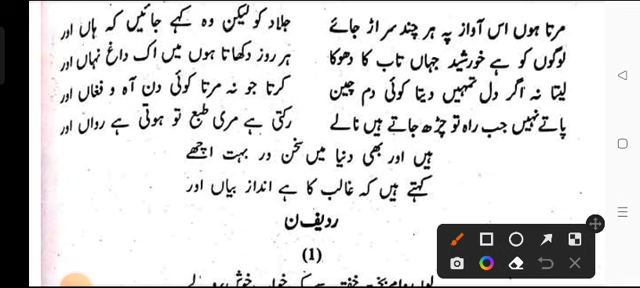 مرتا ہوں اس آواز پہ ہر چند سر اڑ جائے جلاد کو لیکن وہ کہے جائیں کہ ہاں اور
لوگوں کو ہے خورشید جہاں تاب کا دھوکا ہر روز دکھاتا ہوں میں اک داغ نہاں اور
لیتا نہ اگر دل تمہیں دیتا کوئی دم چین کرتا جو نہ مرتا کوئی دن آہ و فغاں اور
پاتے نہیں جب راہ تو چڑھ جاتے ہیں نالے رکتی ہے مری طبع تو ہوتی ہے رواں اور
ہیں اور بھی دنیا میں سخن ور بہت اچھے
کہتے ہیں کہ غالب کا ہے انداز بیاں اور
ردیف ن
(1)